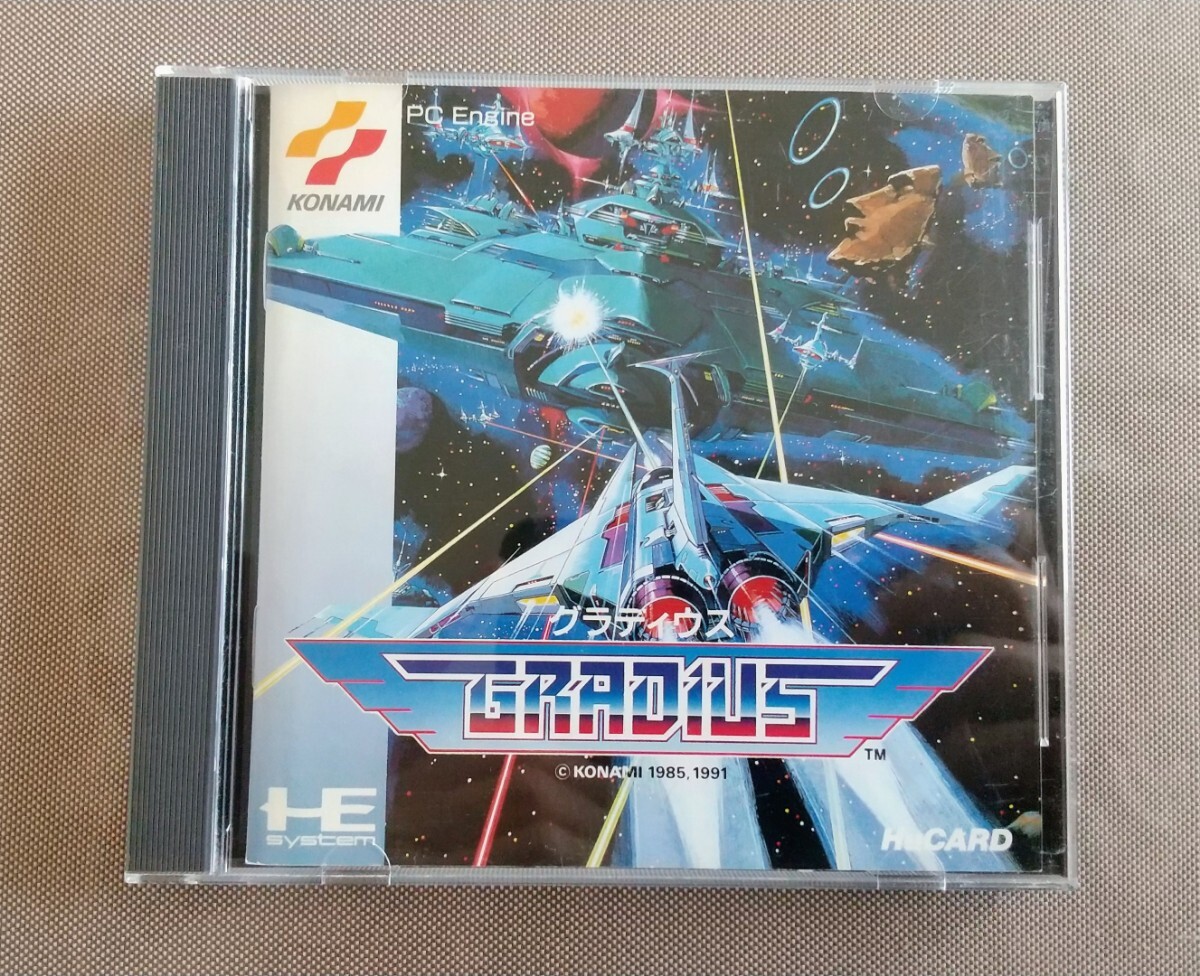 PC Engine
KONAMI
グラディウス
GRADIUS
TM
© KONAMI 1985, 1991
HE
system
HuCARD